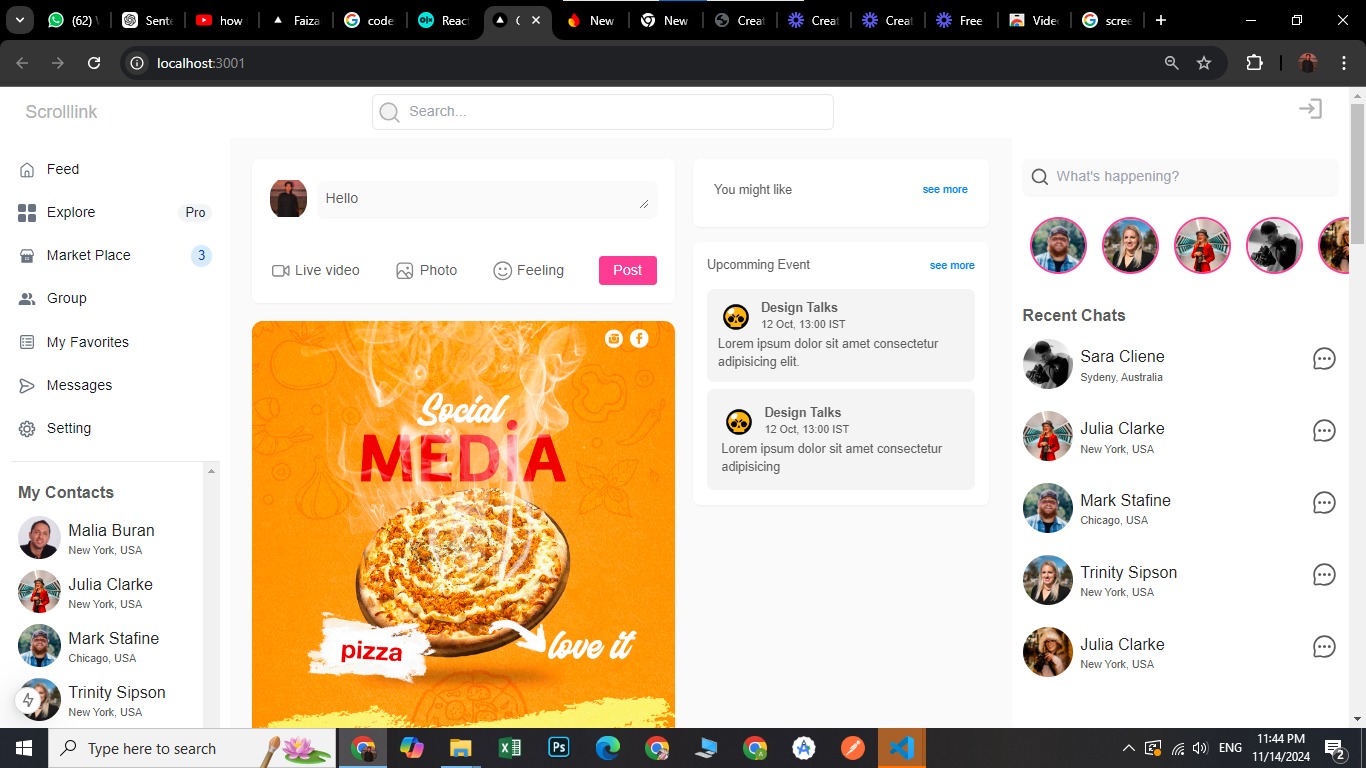 (62)
Sente
how
Faiza
code
Reac
New
New
Creat
Creat
Creat
Free
Vide
scree
localhost:3001
Scrolllink
Search...
Feed
Explore
Pro
Market Place
3
Group
My Favorites
Messages
Setting
My Contacts
Malia Buran
New York, USA
Julia Clarke
New York, USA
Mark Stafine
Chicago, USA
Trinity Sipson
New York, USA
Hello
Live video
Photo
Feeling
Post
Social
MEDIA
pizza
love it
You might like
see more
Upcomming Event
see more
Design Talks
12 Oct, 13:00 IST
Lorem ipsum dolor sit amet consectetur
adipisicing elit.
Design Talks
12 Oct, 13:00 IST
Lorem ipsum dolor sit amet consectetur
adipisicing
What's happening?
Recent Chats
Sara Cliene
Sydeny, Australia
Julia Clarke
New York, USA
Mark Stafine
Chicago, USA
Trinity Sipson
New York, USA
Julia Clarke
New York, USA
Type here to search
Ps
ENG
11:44 PM
11/14/2024
2